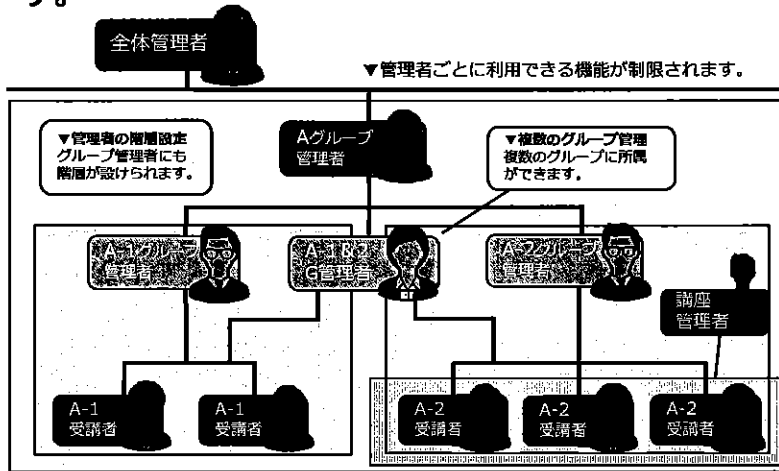 す。
全体管理者
▼管理者ごとに利用できる機能が制限されます。
▼管理者の階層設定
グループ管理者にも
階層が設けられます。
Aグループ
管理者
▼複数のグループ管理
複数のグループに所属
ができます。
A-1グループ
管理者
A-1&2
G管理者
A-2グループ
管理者
講座
管理者
A-1
受講者
A-1
受講者
A-2
受講者
A-2
受講者
A-2
受講者